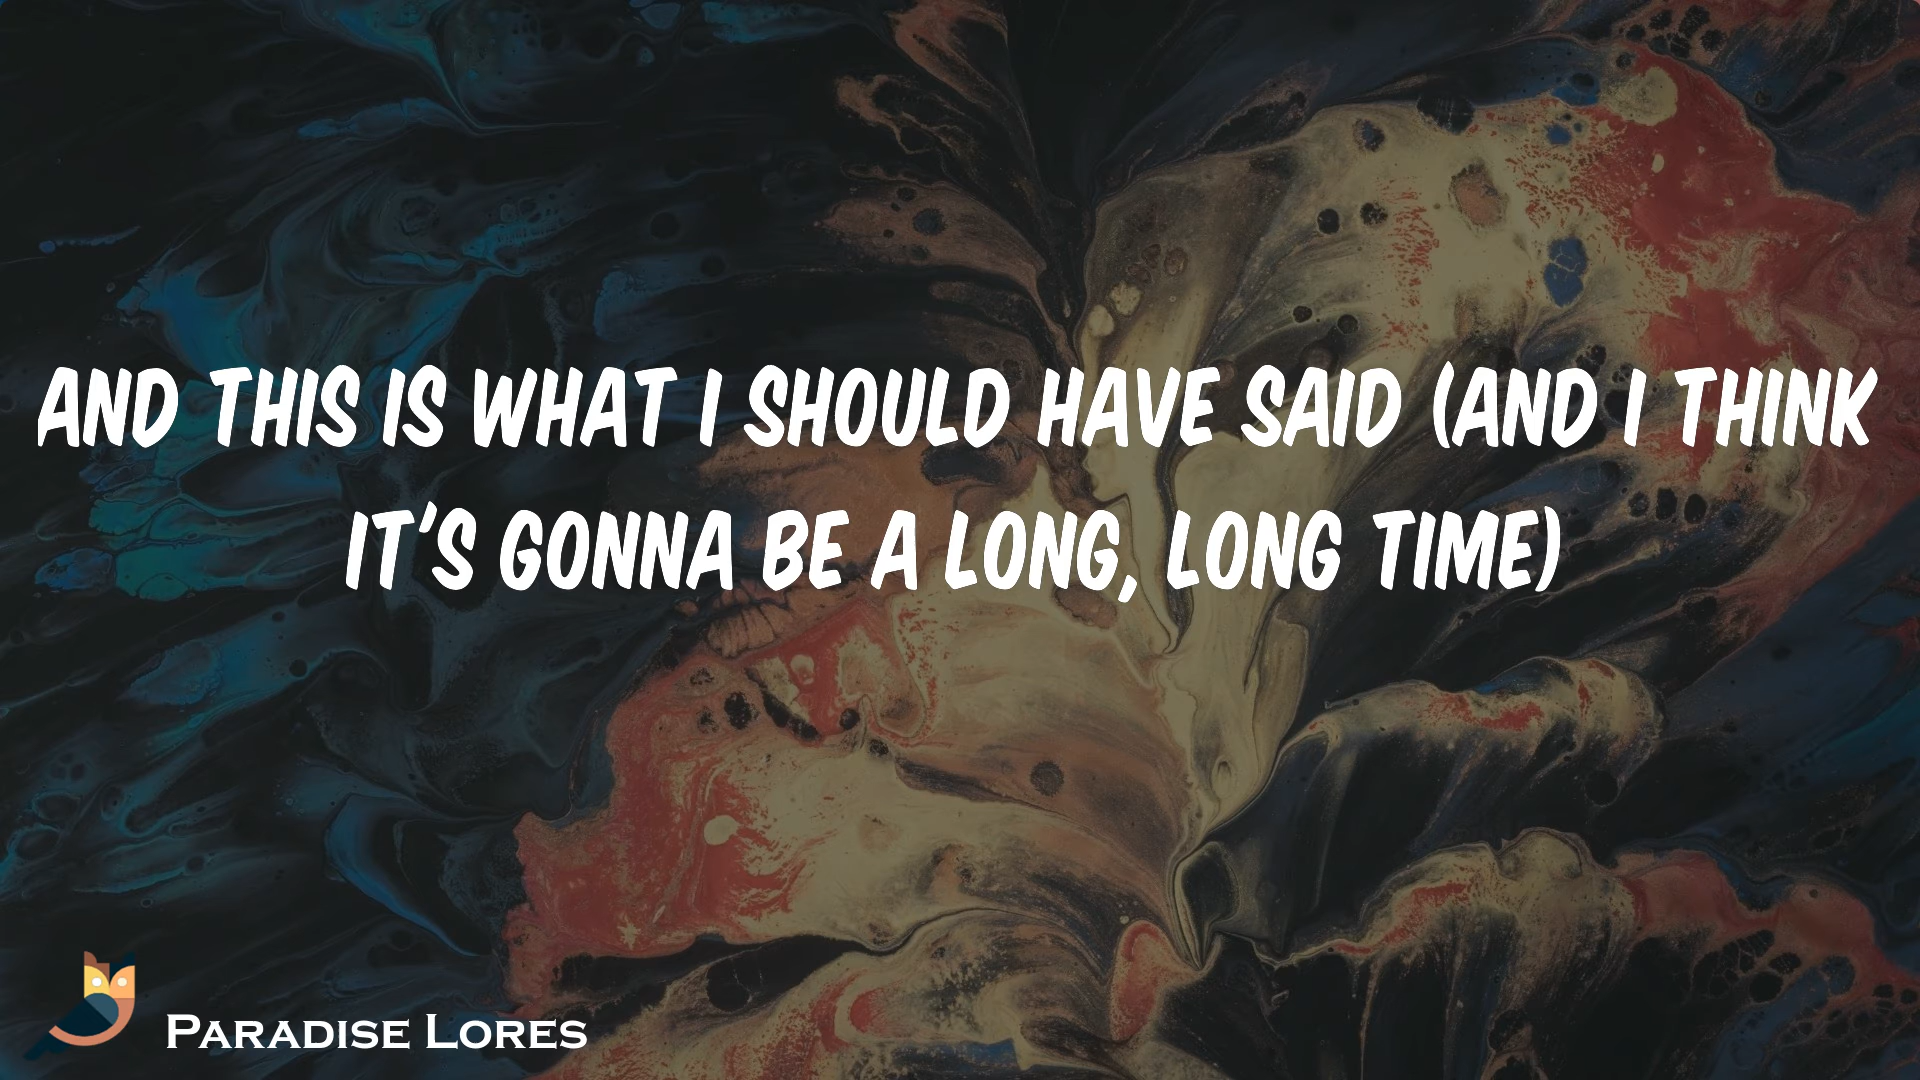 AND THIS IS WHAT I SHOULD HAVE SAID (AND I THINK
IT'S GONNA BE A LONG, LONG TIME)
PARADISE LORES